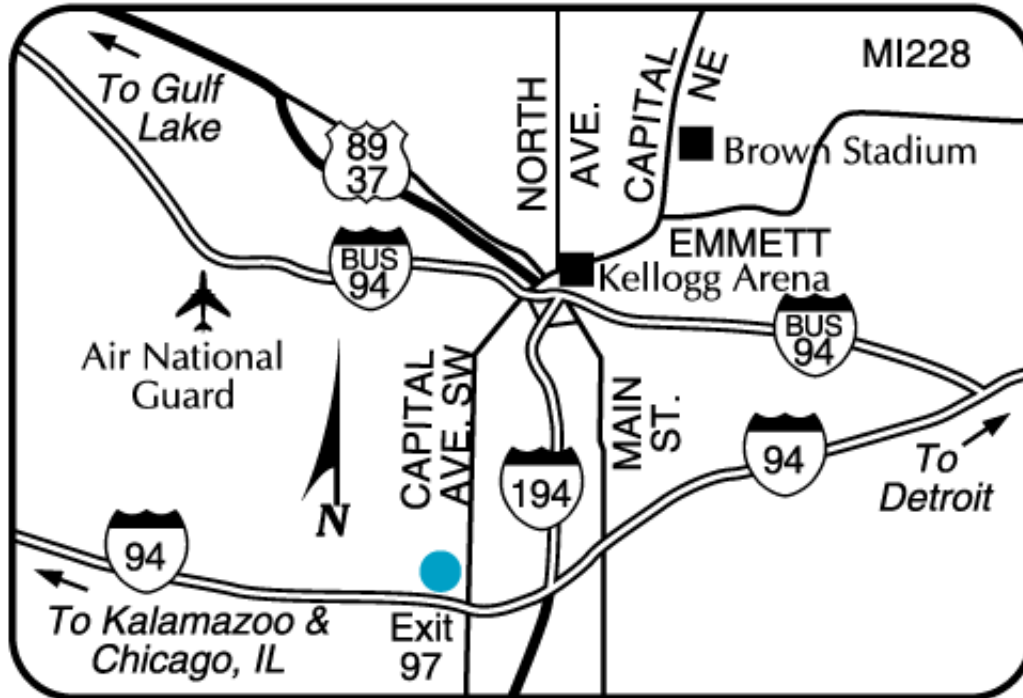 MI228
To Gulf
Lake
89
37
NORTH
AVE.
CAPITAL
NE
Brown Stadium
EMMETT
Kellogg Arena
BUS
94
BUS
94
Air National
Guard
CAPITAL
AVE. SW
MAIN
ST.
N
194
94
To
Detroit
94
To Kalamazoo &
Chicago, IL
Exit
97